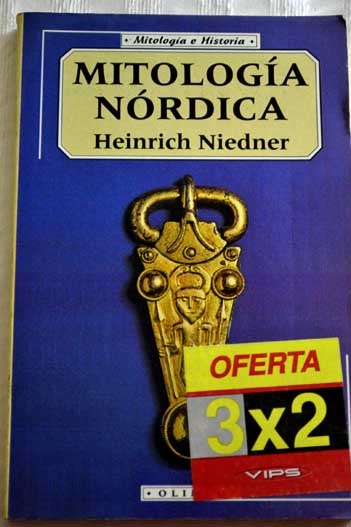 · Mitología e Historia ·
MITOLOGÍA
NÓRDICA
Heinrich Niedner
OFERTA
3x2
VIPS